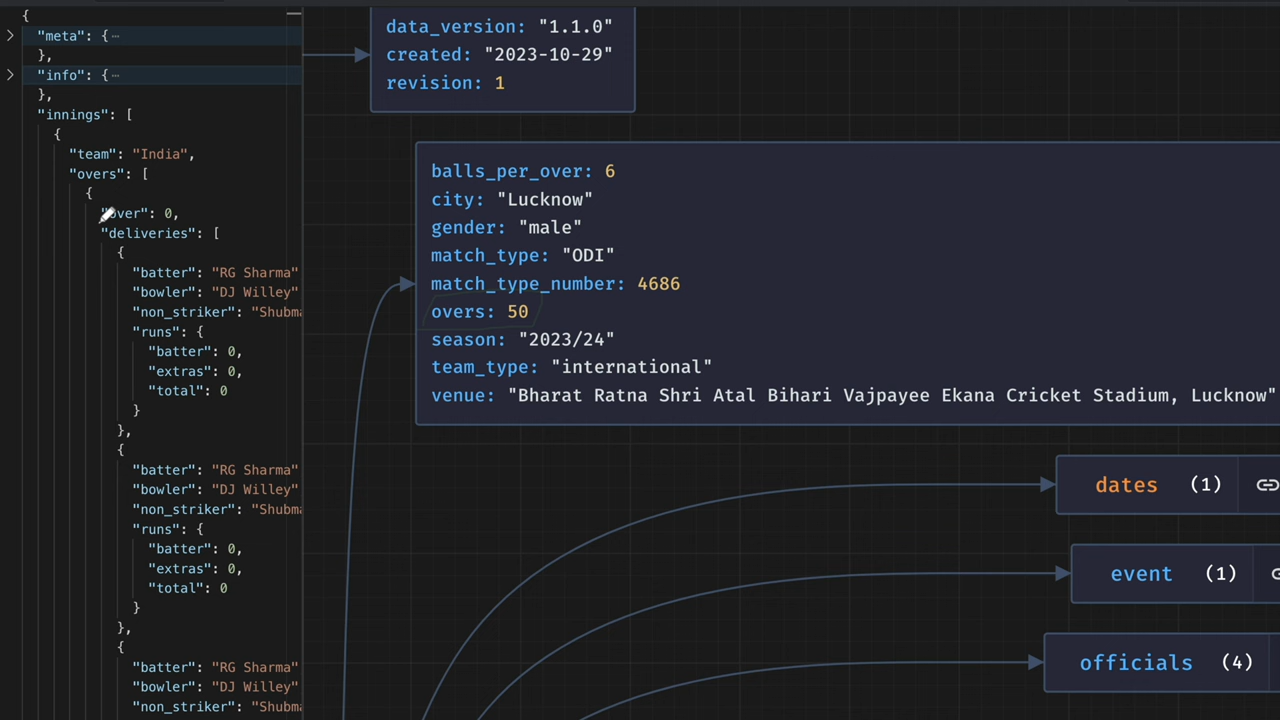 {
"meta": { ⋯
},
"info": { ⋯
},
"innings": [
{
"team": "India",
"overs": [
{
"over": 0,
"deliveries": [
{
"batter": "RG Sharma"
"bowler": "DJ Willey"
"non_striker": "Shubma
"runs": {
"batter": 0,
"extras": 0,
"total": 0
}
},
{
"batter": "RG Sharma"
"bowler": "DJ Willey"
"non_striker": "Shubma
"runs": {
"batter": 0,
"extras": 0,
"total": 0
}
},
{
"batter": "RG Sharma"
"bowler": "DJ Willey"
"non_striker": "Shubma
data_version: "1.1.0"
created: "2023-10-29"
revision: 1
balls_per_over: 6
city: "Lucknow"
gender: "male"
match_type: "ODI"
match_type_number: 4686
overs: 50
season: "2023/24"
team_type: "international"
venue: "Bharat Ratna Shri Atal Bihari Vajpayee Ekana Cricket Stadium, Lucknow"
dates (1)
event (1)
officials (4)